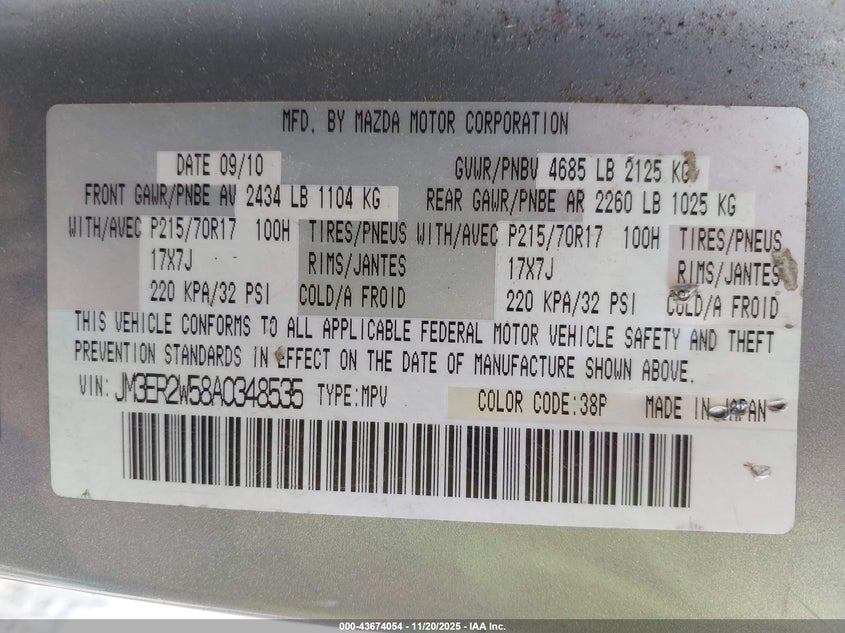 MFD. BY MAZDA MOTOR CORPORATION
DATE 09/10 GVWR/PNBV 4685 LB 2125 KG
FRONT GAWR/PNBE AV 2434 LB 1104 KG REAR GAWR/PNBE AR 2260 LB 1025 KG
WITH/AVEC P215/70R17 100H TIRES/PNEUS WITH/AVEC P215/70R17 100H TIRES/PNEUS
17X7J RIMS/JANTES 17X7J RIMS/JANTES
220 KPA/32 PSI COLD/A FROID 220 KPA/32 PSI COLD/A FROID
THIS VEHICLE CONFORMS TO ALL APPLICABLE FEDERAL MOTOR VEHICLE SAFETY AND THEFT
PREVENTION STANDARDS IN EFFECT ON THE DATE OF MANUFACTURE SHOWN ABOVE.
VIN: JM3ER2W58A0348535 TYPE:MPV COLOR CODE:38P MADE IN JAPAN
000-43674054 - 11/20/2025 - IAA Inc.